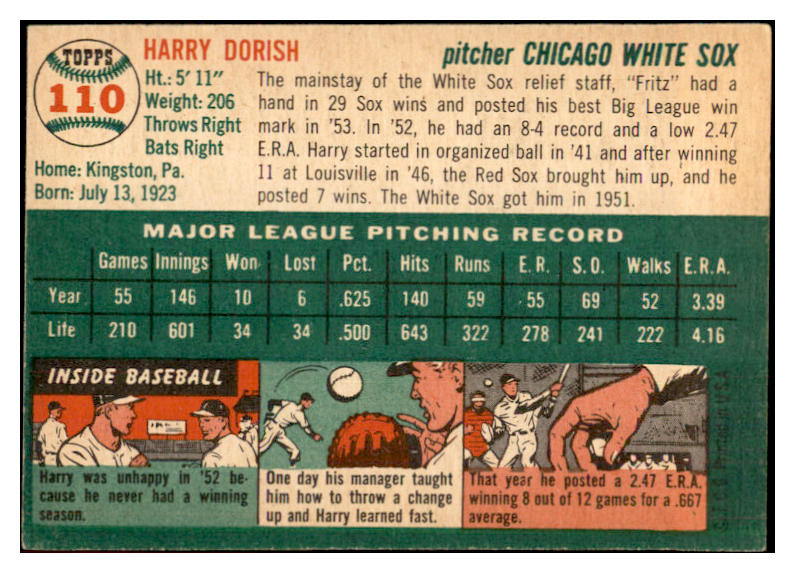 TOPPS
110
HARRY DORISH
pitcher CHICAGO WHITE SOX
Ht.: 5' 11"
Weight: 206
Throws Right
Bats Right
Home: Kingston, Pa.
Born: July 13, 1923
The mainstay of the White Sox relief staff, "Fritz" had a
hand in 29 Sox wins and posted his best Big League win
mark in '53. In '52, he had an 8-4 record and a low 2.47
E.R.A. Harry started in organized ball in '41 and after winning
11 at Louisville in '46, the Red Sox brought him up, and he
posted 7 wins. The White Sox got him in 1951.
MAJOR LEAGUE PITCHING RECORD
Games Innings Won Lost Pct. Hits Runs E. R. S. O. Walks E.R.A.
Year 55 146 10 6 .625 140 59 55 69 52 3.39
Life 210 601 34 34 .500 643 322 278 241 222 4.16
INSIDE BASEBALL
Harry was unhappy in '52 be-
cause he never had a winning
season.
One day his manager taught
him how to throw a change
up and Harry learned fast.
That year he posted a 2.47 E.R.A.
winning 8 out of 12 games for a .667
average.
Printed in U.S.A.